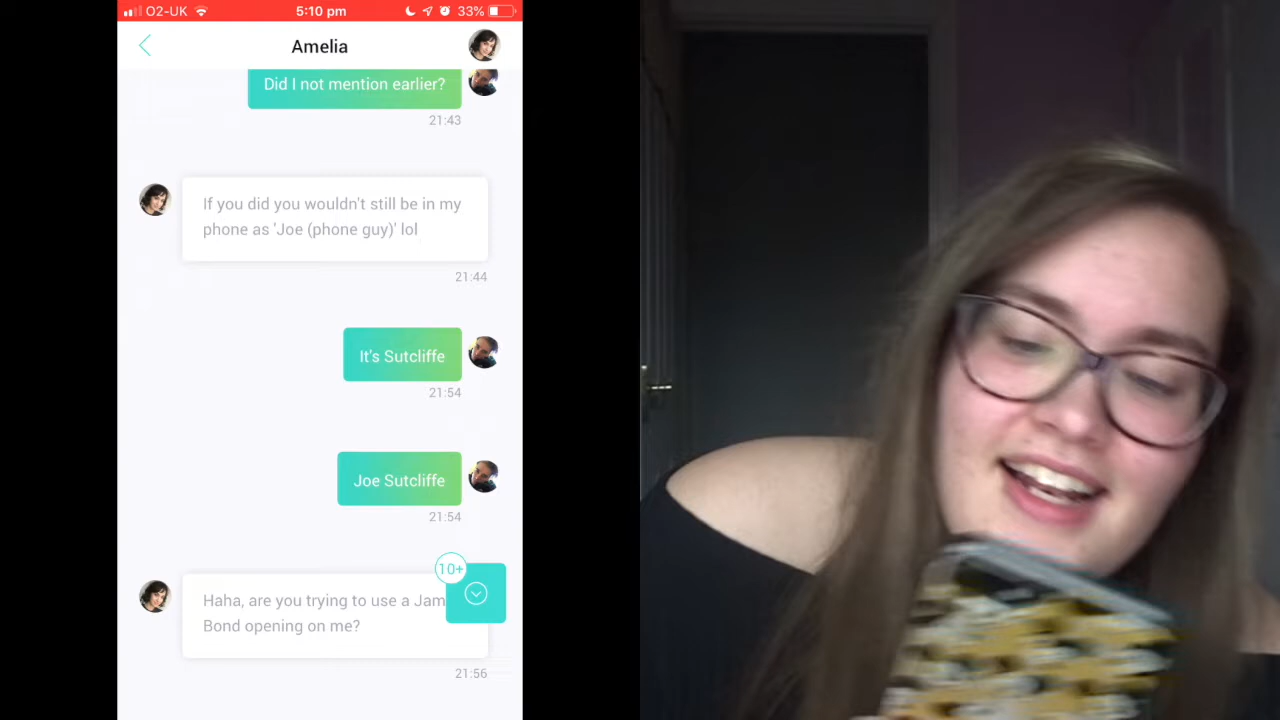 O2-UK 5:10 pm 33%
Amelia
Did I not mention earlier?
21:43
If you did you wouldn't still be in my
phone as 'Joe (phone guy)' lol
21:44
It's Sutcliffe
21:54
Joe Sutcliffe
21:54
10+
Haha, are you trying to use a Jam
Bond opening on me?
21:56